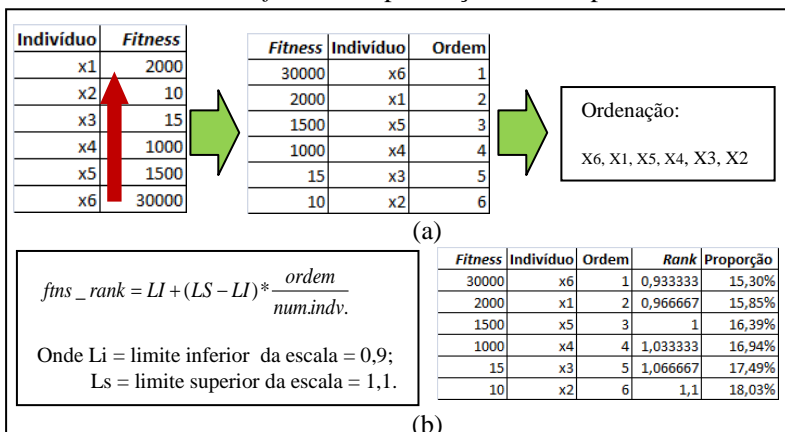 Indivíduo Fitness
x1 2000
x2 10
x3 15
x4 1000
x5 1500
x6 30000
Fitness Indivíduo Ordem
30000 x6 1
2000 x1 2
1500 x5 3
1000 x4 4
15 x3 5
10 x2 6
Ordenação:
X6, X1, X5, X4, X3, X2
(a)
ftns _ rank = LI + (LS − LI) * ordem / num.indv.
Onde Li = limite inferior da escala = 0,9;
Ls = limite superior da escala = 1,1.
Fitness Indivíduo Ordem Rank Proporção
30000 x6 1 0,933333 15,30%
2000 x1 2 0,966667 15,85%
1500 x5 3 1 16,39%
1000 x4 4 1,033333 16,94%
15 x3 5 1,066667 17,49%
10 x2 6 1,1 18,03%
(b)